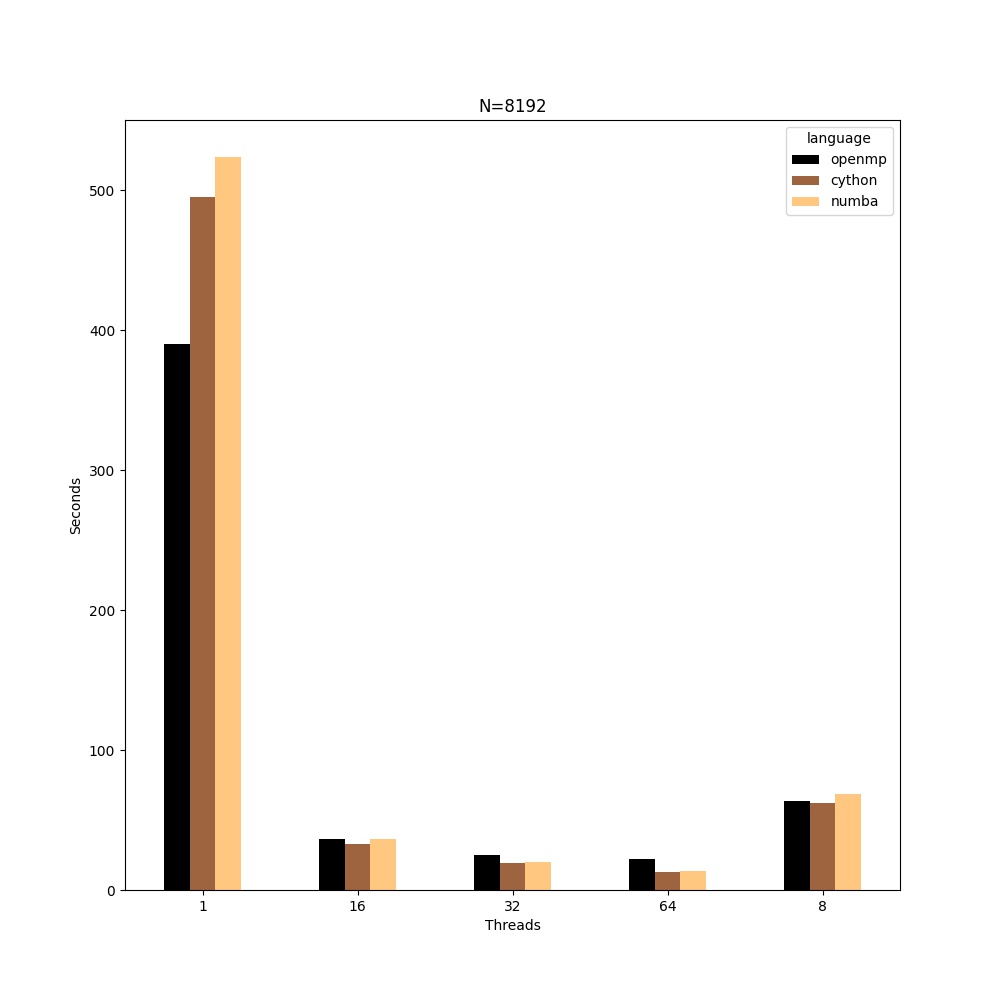 N=8192
language
openmp
cython
numba
Seconds
500
400
300
200
100
0
1 16 32 64 8
Threads